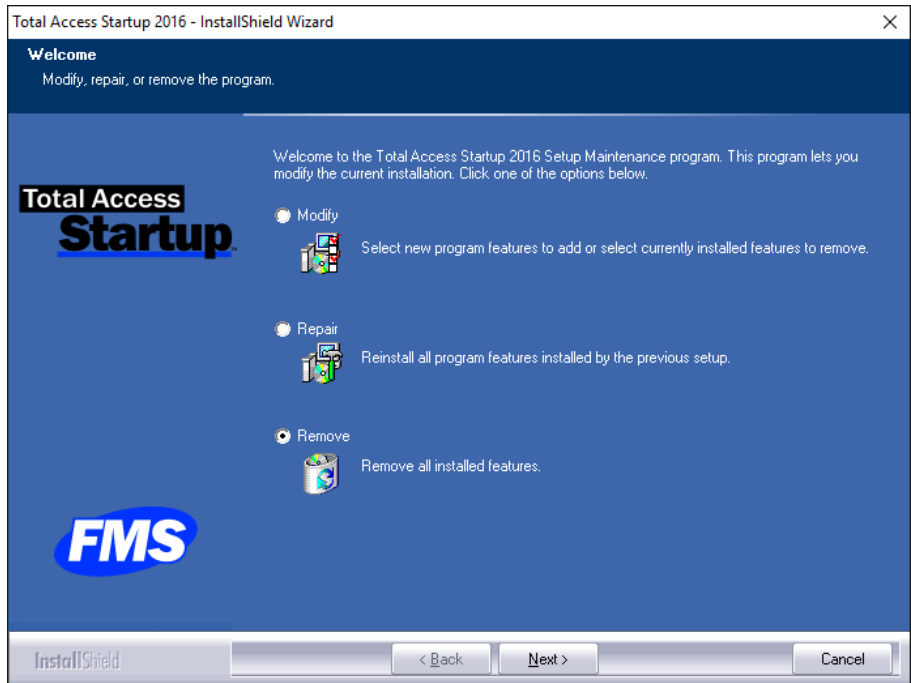 Total Access Startup 2016 - InstallShield Wizard
Welcome
Modify, repair, or remove the program.
Welcome to the Total Access Startup 2016 Setup Maintenance program. This program lets you
modify the current installation. Click one of the options below.
Total Access
Startup
Modify
Select new program features to add or select currently installed features to remove.
Repair
Reinstall all program features installed by the previous setup.
Remove
Remove all installed features.
FMS
InstallShield
< Back
Next >
Cancel